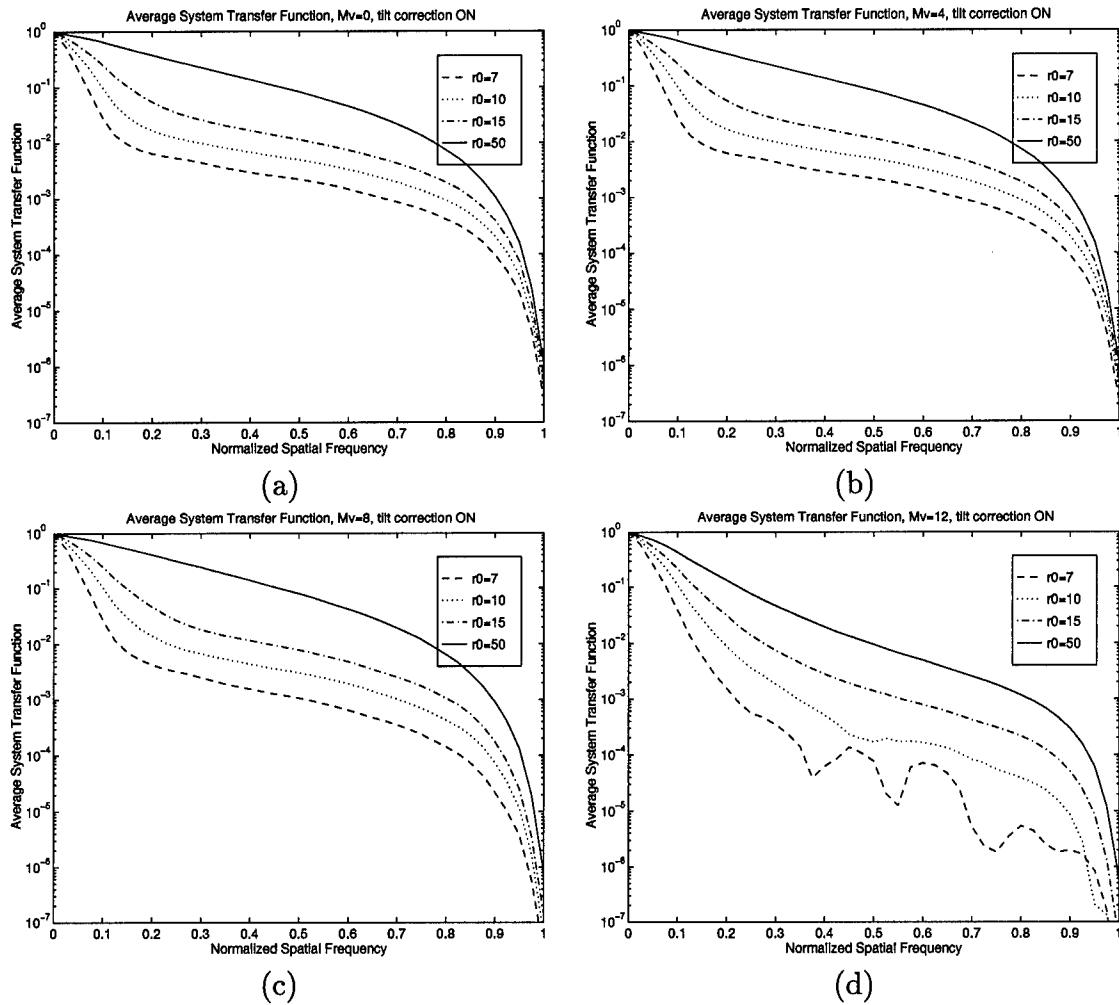 Average System Transfer Function, Mv=0, tilt correction ON
Average System Transfer Function
10^0
10^-1
10^-2
10^-3
10^-4
10^-5
10^-6
10^-7
r0=7
r0=10
r0=15
r0=50
0 0.1 0.2 0.3 0.4 0.5 0.6 0.7 0.8 0.9 1
Normalized Spatial Frequency
(a)
Average System Transfer Function, Mv=4, tilt correction ON
Average System Transfer Function
10^0
10^-1
10^-2
10^-3
10^-4
10^-5
10^-6
10^-7
r0=7
r0=10
r0=15
r0=50
0 0.1 0.2 0.3 0.4 0.5 0.6 0.7 0.8 0.9 1
Normalized Spatial Frequency
(b)
Average System Transfer Function, Mv=8, tilt correction ON
Average System Transfer Function
10^0
10^-1
10^-2
10^-3
10^-4
10^-5
10^-6
10^-7
r0=7
r0=10
r0=15
r0=50
0 0.1 0.2 0.3 0.4 0.5 0.6 0.7 0.8 0.9 1
Normalized Spatial Frequency
(c)
Average System Transfer Function, Mv=12, tilt correction ON
Average System Transfer Function
10^0
10^-1
10^-2
10^-3
10^-4
10^-5
10^-6
10^-7
r0=7
r0=10
r0=15
r0=50
0 0.1 0.2 0.3 0.4 0.5 0.6 0.7 0.8 0.9 1
Normalized Spatial Frequency
(d)